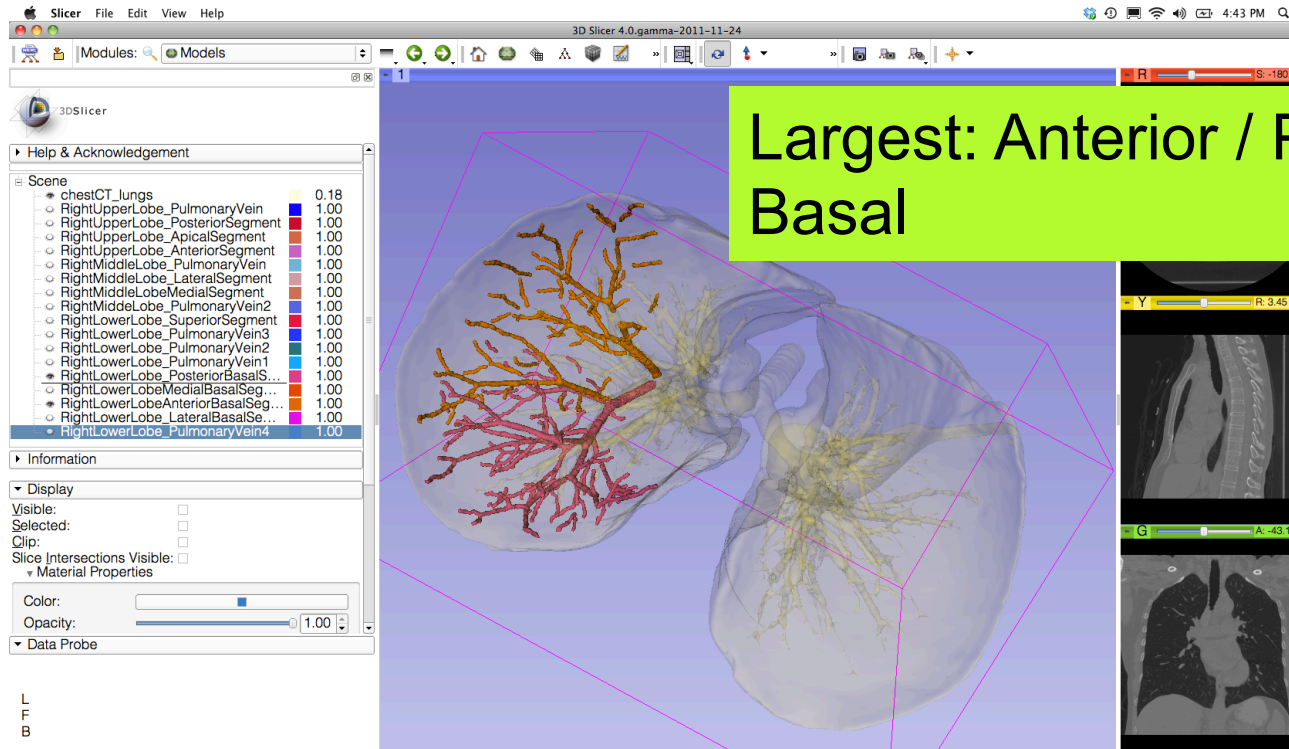 Slicer File Edit View Help 4:43 PM
3D Slicer 4.0.gamma-2011-11-24
Modules: Models
1
R S: -180
3DSlicer
Largest: Anterior /
Basal
Help & Acknowledgement
Scene
chestCT_lungs 0.18
RightUpperLobe_PulmonaryVein 1.00
RightUpperLobe_PosteriorSegment 1.00
RightUpperLobe_ApicalSegment 1.00
RightUpperLobe_AnteriorSegment 1.00
RightMiddleLobe_PulmonaryVein 1.00
RightMiddleLobe_LateralSegment 1.00
RightMiddeLobeMedialSegment 1.00
RightMiddeLobe_PulmonaryVein2 1.00
RightLowerLobe_SuperiorSegment 1.00
RightLowerLobe_PulmonaryVein3 1.00
RightLowerLobe_PulmonaryVein2 1.00
RightLowerLobe_PulmonaryVein1 1.00
RightLowerLobe_PosteriorBasalS... 1.00
RightLowerLobeMedialBasalSeg... 1.00
RightLowerLobeAnteriorBasalSeg... 1.00
RightLowerLobe_LateralBasalSe... 1.00
RightLowerLobe_PulmonaryVein4 1.00
Y R: 3.45
Information
Display
Visible:
Selected:
Clip:
Slice Intersections Visible:
Material Properties
Color:
Opacity: 1.00
G A: -43.1
Data Probe
L
F
B